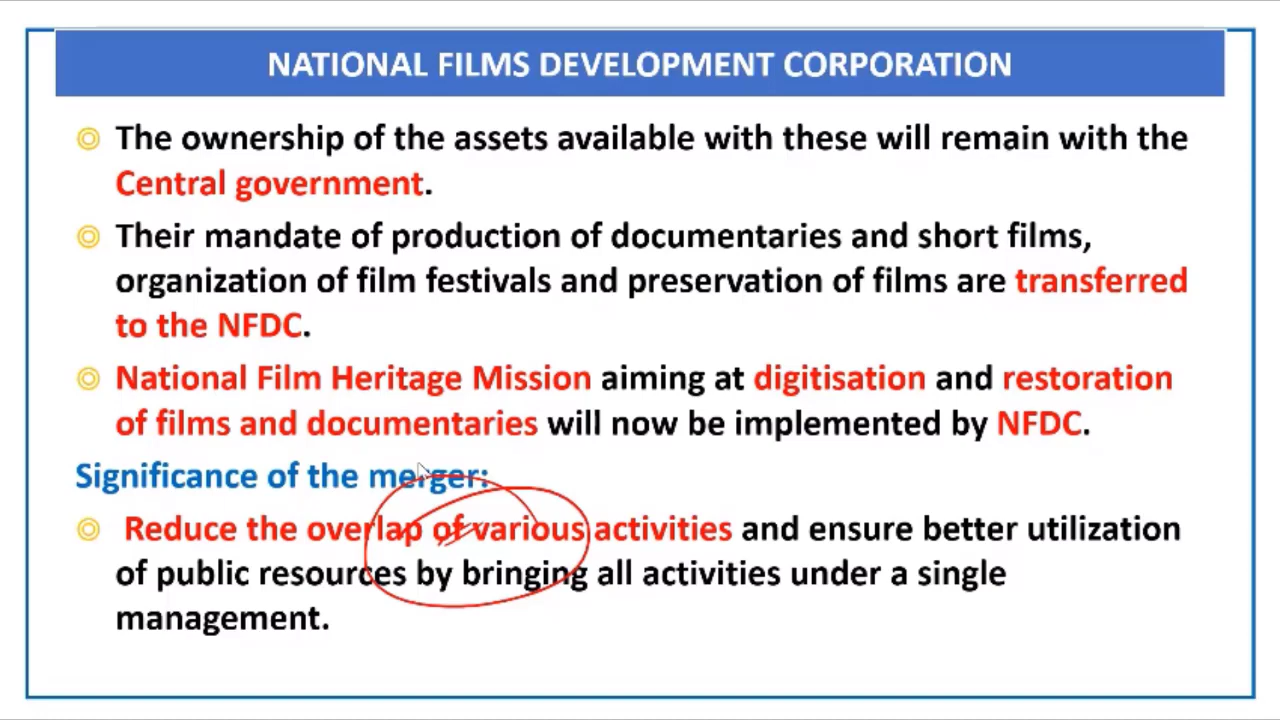 NATIONAL FILMS DEVELOPMENT CORPORATION
The ownership of the assets available with these will remain with the
Central government.
Their mandate of production of documentaries and short films,
organization of film festivals and preservation of films are transferred
to the NFDC.
National Film Heritage Mission aiming at digitisation and restoration
of films and documentaries will now be implemented by NFDC.
Significance of the merger:
Reduce the overlap of various activities and ensure better utilization
of public resources by bringing all activities under a single
management.